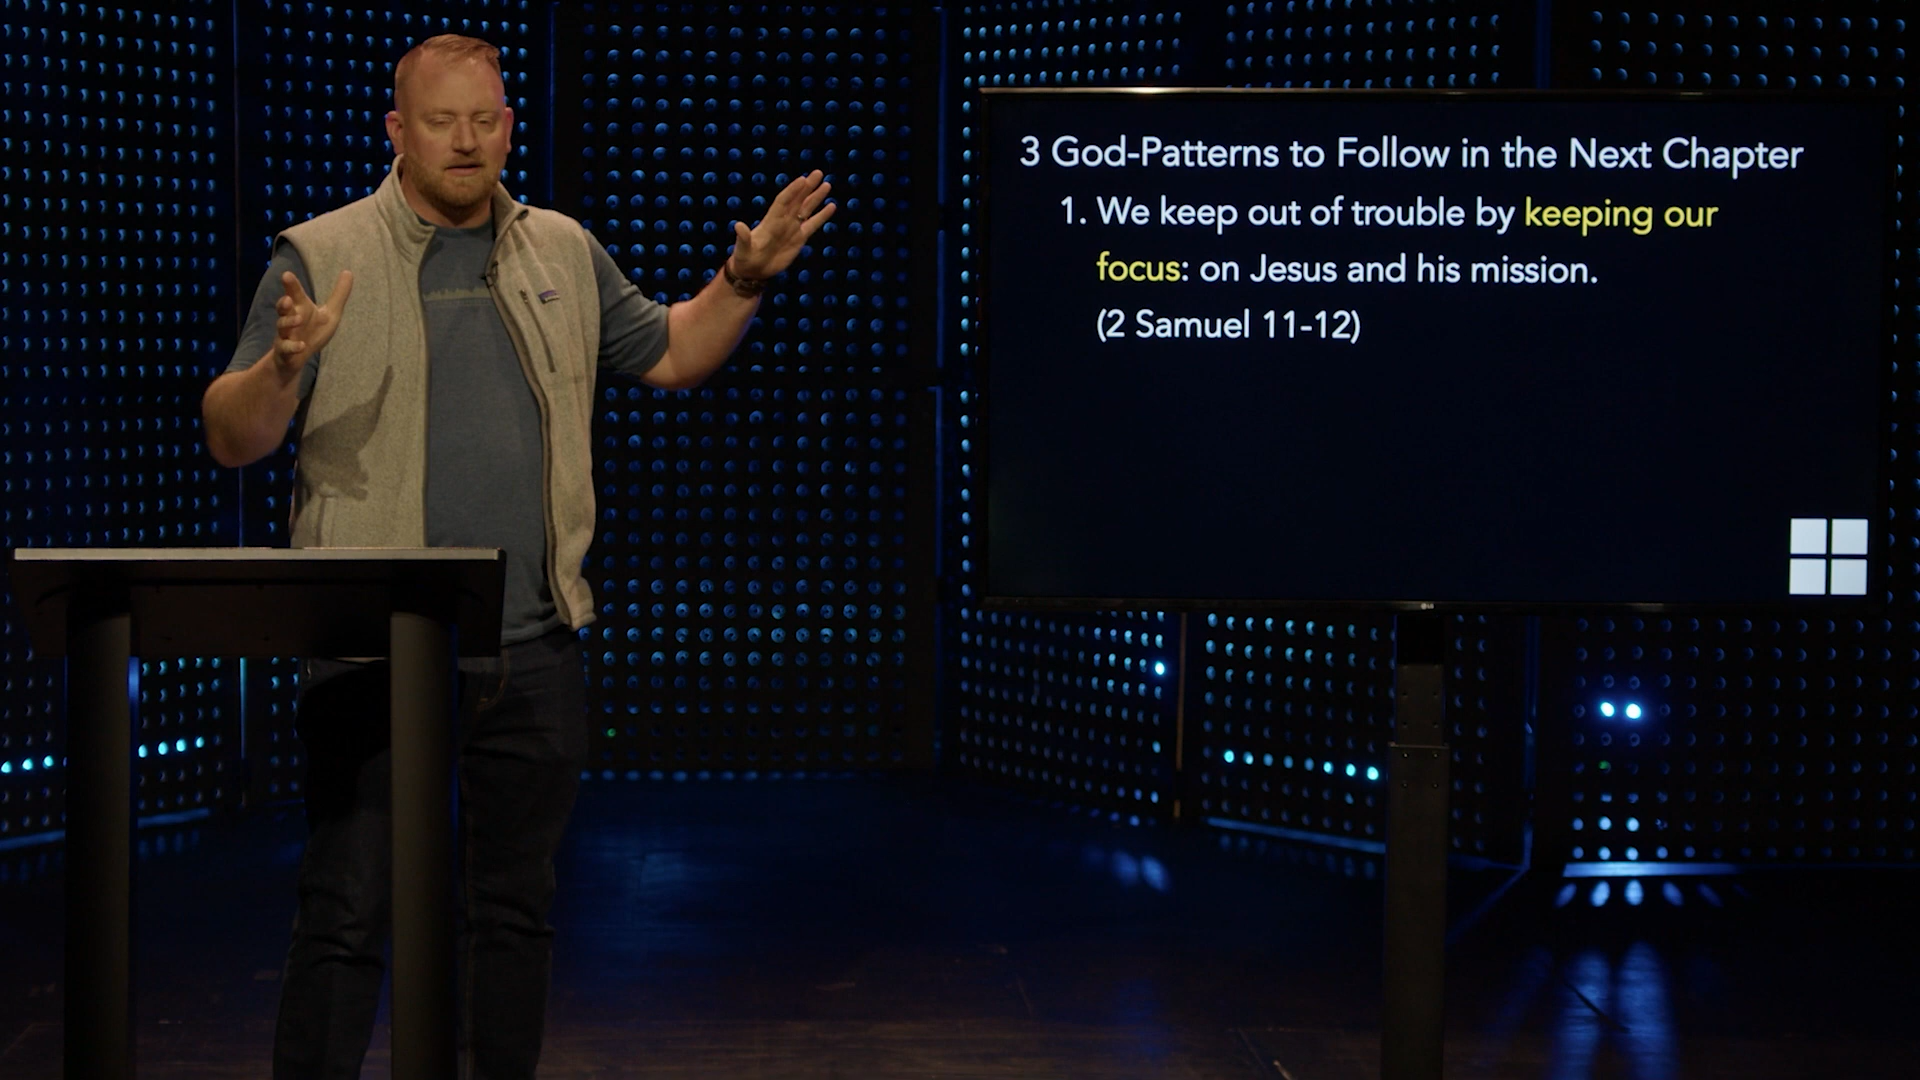 3 God-Patterns to Follow in the Next Chapter
1. We keep out of trouble by keeping our
focus: on Jesus and his mission.
(2 Samuel 11-12)
LG